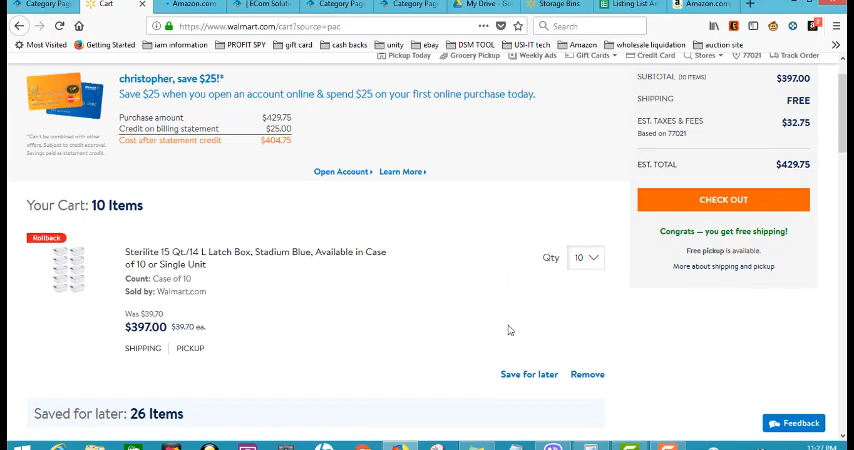 Category Pag
Cart
Amazon.com
| ECom Solution
Category Pag
Category Pag
My Drive - G
Storage Bins
Listing List An
Amazon.com
https://www.walmart.com/cart?source=pac
Search
Most Visited
Getting Started
iam information
PROFIT SPY
gift card
cash backs
unity
ebay
DSM TOOL
USI-IT tech
Amazon
wholesale liquidation
auction site
Pickup Today
Grocery Pickup
Weekly Ads
Gift Cards
Credit Card
Stores
77021
Track Order
christopher, save $25!*
Save $25 when you open an account online & spend $25 on your first online purchase today.
Purchase amount $429.75
Credit on billing statement $25.00
Cost after statement credit $404.75
*Can't be combined with other
offers. Subject to credit approval.
Savings paid as statement credit.
Open Account
Learn More
SUBTOTAL (10 ITEMS) $397.00
SHIPPING FREE
EST. TAXES & FEES $32.75
Based on 77021
EST. TOTAL $429.75
CHECK OUT
Congrats — you get free shipping!
Free pickup is available.
More about shipping and pickup
Your Cart: 10 Items
Rollback
Sterilite 15 Qt./14 L Latch Box, Stadium Blue, Available in Case
of 10 or Single Unit
Count: Case of 10
Sold by: Walmart.com
Qty 10
Was $39.70
$397.00 $39.70 ea.
SHIPPING | PICKUP
Save for later
Remove
Saved for later: 26 Items
Feedback
11:27 PM